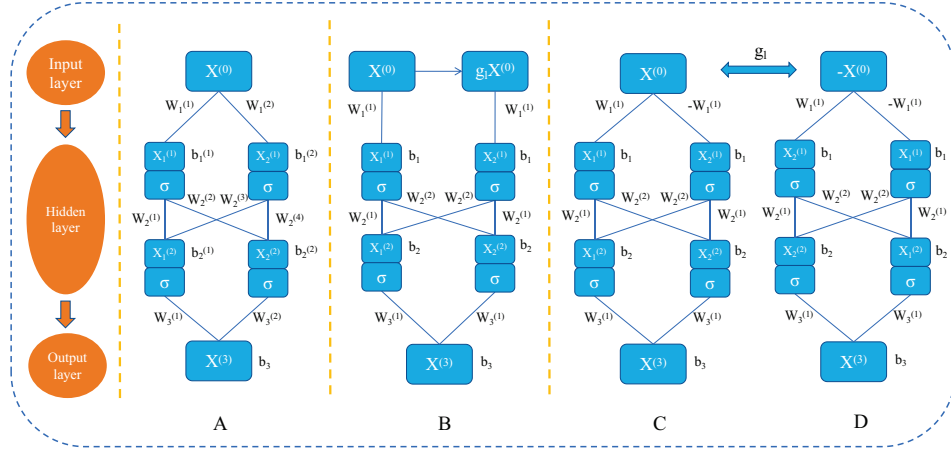 Input
layer
Hidden
layer
Output
layer
X⁽⁰⁾
W₁⁽¹⁾ W₁⁽²⁾
X₁⁽¹⁾ b₁⁽¹⁾ X₂⁽¹⁾ b₁⁽²⁾
σ σ
W₂⁽²⁾ W₂⁽³⁾
W₂⁽¹⁾ W₂⁽⁴⁾
X₁⁽²⁾ b₂⁽¹⁾ X₂⁽²⁾ b₂⁽²⁾
σ σ
W₃⁽¹⁾ W₃⁽²⁾
X⁽³⁾ b₃
A
X⁽⁰⁾ gₗX⁽⁰⁾
W₁⁽¹⁾ W₁⁽¹⁾
X₁⁽¹⁾ b₁ X₂⁽¹⁾ b₁
σ σ
W₂⁽²⁾ W₂⁽²⁾
W₂⁽¹⁾ W₂⁽¹⁾
X₁⁽²⁾ b₂ X₂⁽²⁾ b₂
σ σ
W₃⁽¹⁾ W₃⁽¹⁾
X⁽³⁾ b₃
B
X⁽⁰⁾
W₁⁽¹⁾ -W₁⁽¹⁾
X₁⁽¹⁾ b₁ X₂⁽¹⁾ b₁
σ σ
W₂⁽²⁾ W₂⁽²⁾
W₂⁽¹⁾ W₂⁽¹⁾
X₁⁽²⁾ b₂ X₂⁽²⁾ b₂
σ σ
W₃⁽¹⁾ W₃⁽¹⁾
X⁽³⁾ b₃
C
gₗ
-X⁽⁰⁾
W₁⁽¹⁾ -W₁⁽¹⁾
X₂⁽¹⁾ b₁ X₁⁽¹⁾ b₁
σ σ
W₂⁽²⁾ W₂⁽²⁾
W₂⁽¹⁾ W₂⁽¹⁾
X₂⁽²⁾ b₂ X₁⁽²⁾ b₂
σ σ
W₃⁽¹⁾ W₃⁽¹⁾
X⁽³⁾ b₃
D